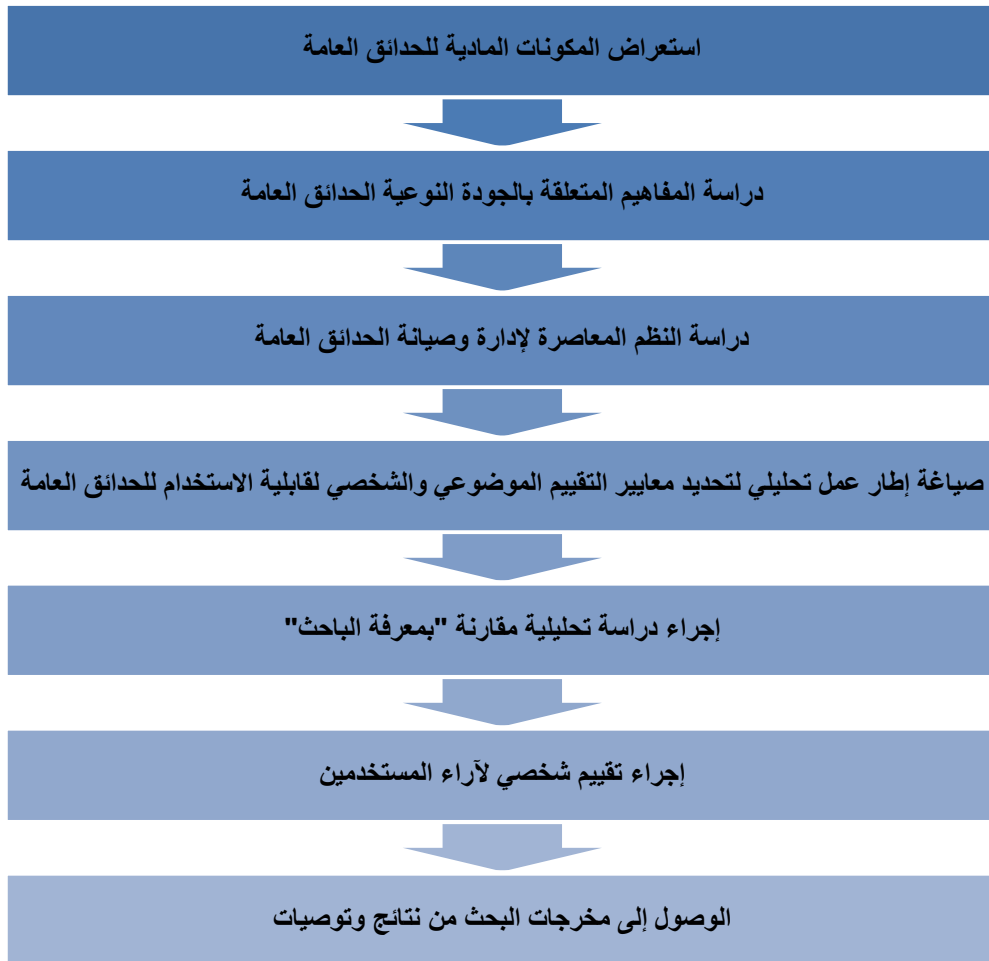 استعراض المكونات المادية للحدائق العامة
دراسة المفاهيم المتعلقة بالجودة النوعية الحدائق العامة
دراسة النظم المعاصرة لإدارة وصيانة الحدائق العامة
صياغة إطار عمل تحليلي لتحديد معايير التقييم الموضوعي والشخصي لقابلية الاستخدام للحدائق العامة
إجراء دراسة تحليلية مقارنة "بمعرفة الباحث"
إجراء تقييم شخصي لآراء المستخدمين
الوصول إلى مخرجات البحث من نتائج وتوصيات